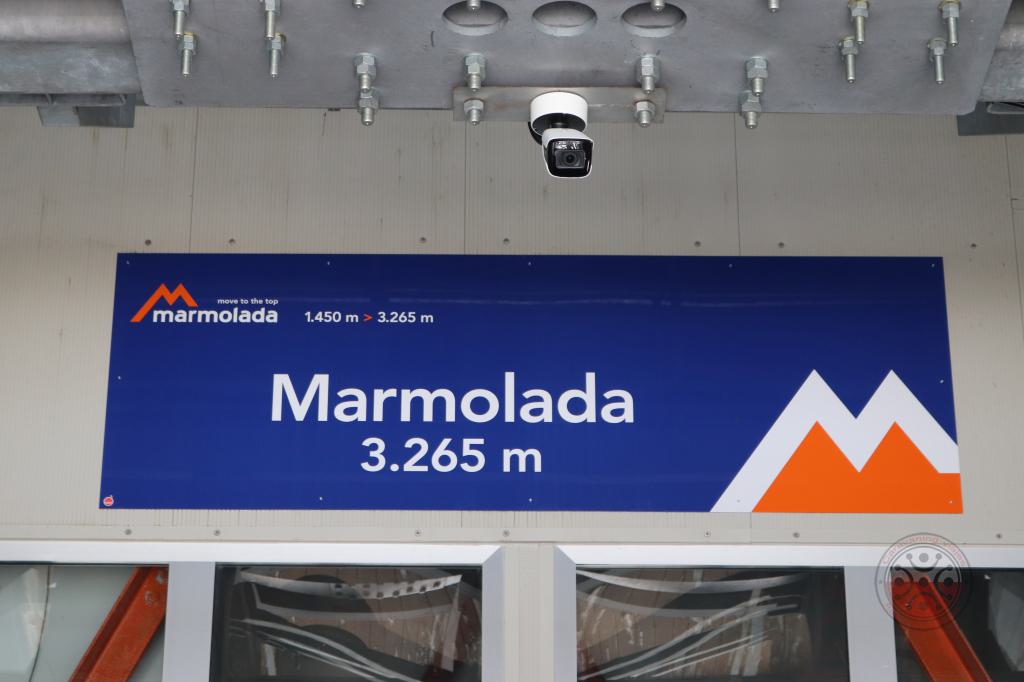 move to the top
marmolada
1.450 m > 3.265 m
Marmolada
3.265 m